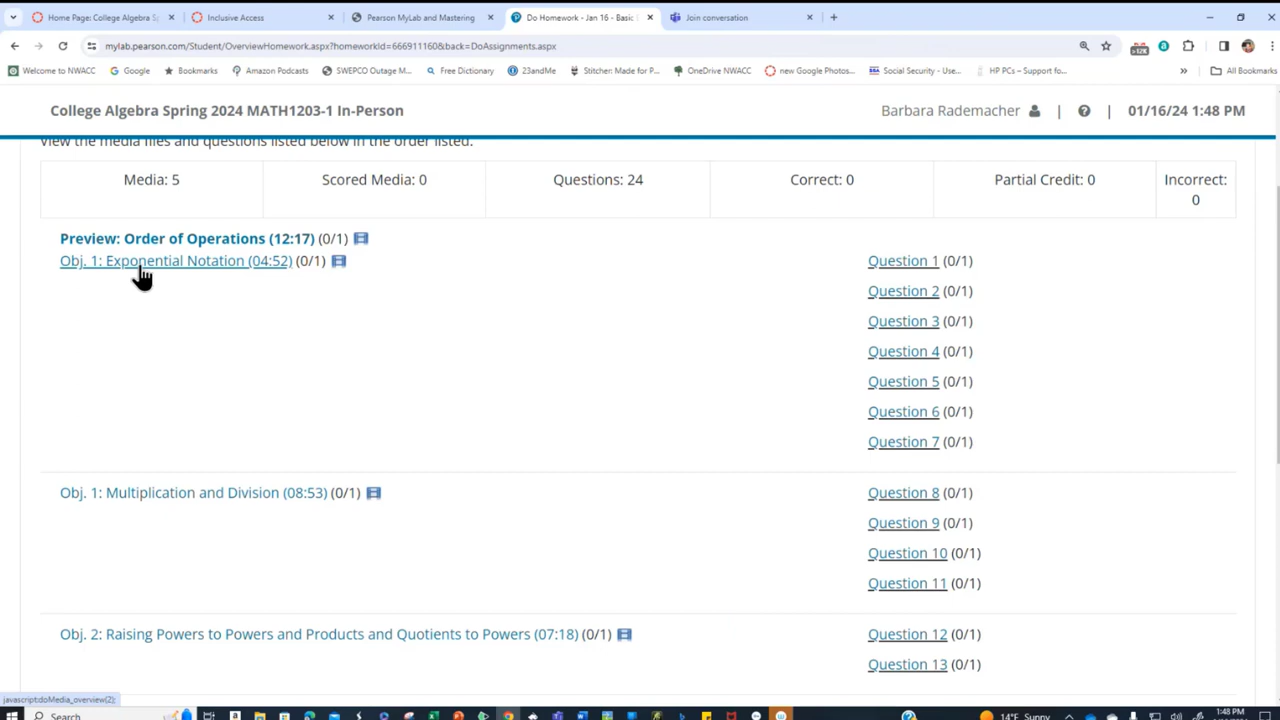 Home Page: College Algebra Sp
Inclusive Access
Pearson MyLab and Mastering
Do Homework - Jan 16 - Basic
Join conversation
mylab.pearson.com/Student/OverviewHomework.aspx?homeworkId=666911160&back=DoAssignments.aspx
Welcome to NWACC
Google
Bookmarks
Amazon Podcasts
SWEPCO Outage M...
Free Dictionary
23andMe
Stitcher: Made for P...
OneDrive NWACC
new Google Photos...
Social Security - Use...
HP PCs – Support fo...
All Bookmarks
College Algebra Spring 2024 MATH1203-1 In-Person
Barbara Rademacher | ? | 01/16/24 1:48 PM
View the media files and questions listed below in the order listed.
Media: 5
Scored Media: 0
Questions: 24
Correct: 0
Partial Credit: 0
Incorrect: 0
Preview: Order of Operations (12:17) (0/1)
Obj. 1: Exponential Notation (04:52) (0/1)
Question 1 (0/1)
Question 2 (0/1)
Question 3 (0/1)
Question 4 (0/1)
Question 5 (0/1)
Question 6 (0/1)
Question 7 (0/1)
Obj. 1: Multiplication and Division (08:53) (0/1)
Question 8 (0/1)
Question 9 (0/1)
Question 10 (0/1)
Question 11 (0/1)
Obj. 2: Raising Powers to Powers and Products and Quotients to Powers (07:18) (0/1)
Question 12 (0/1)
Question 13 (0/1)
javascript:doMedia_overview(2);
Search
14°F Sunny
1:48 PM